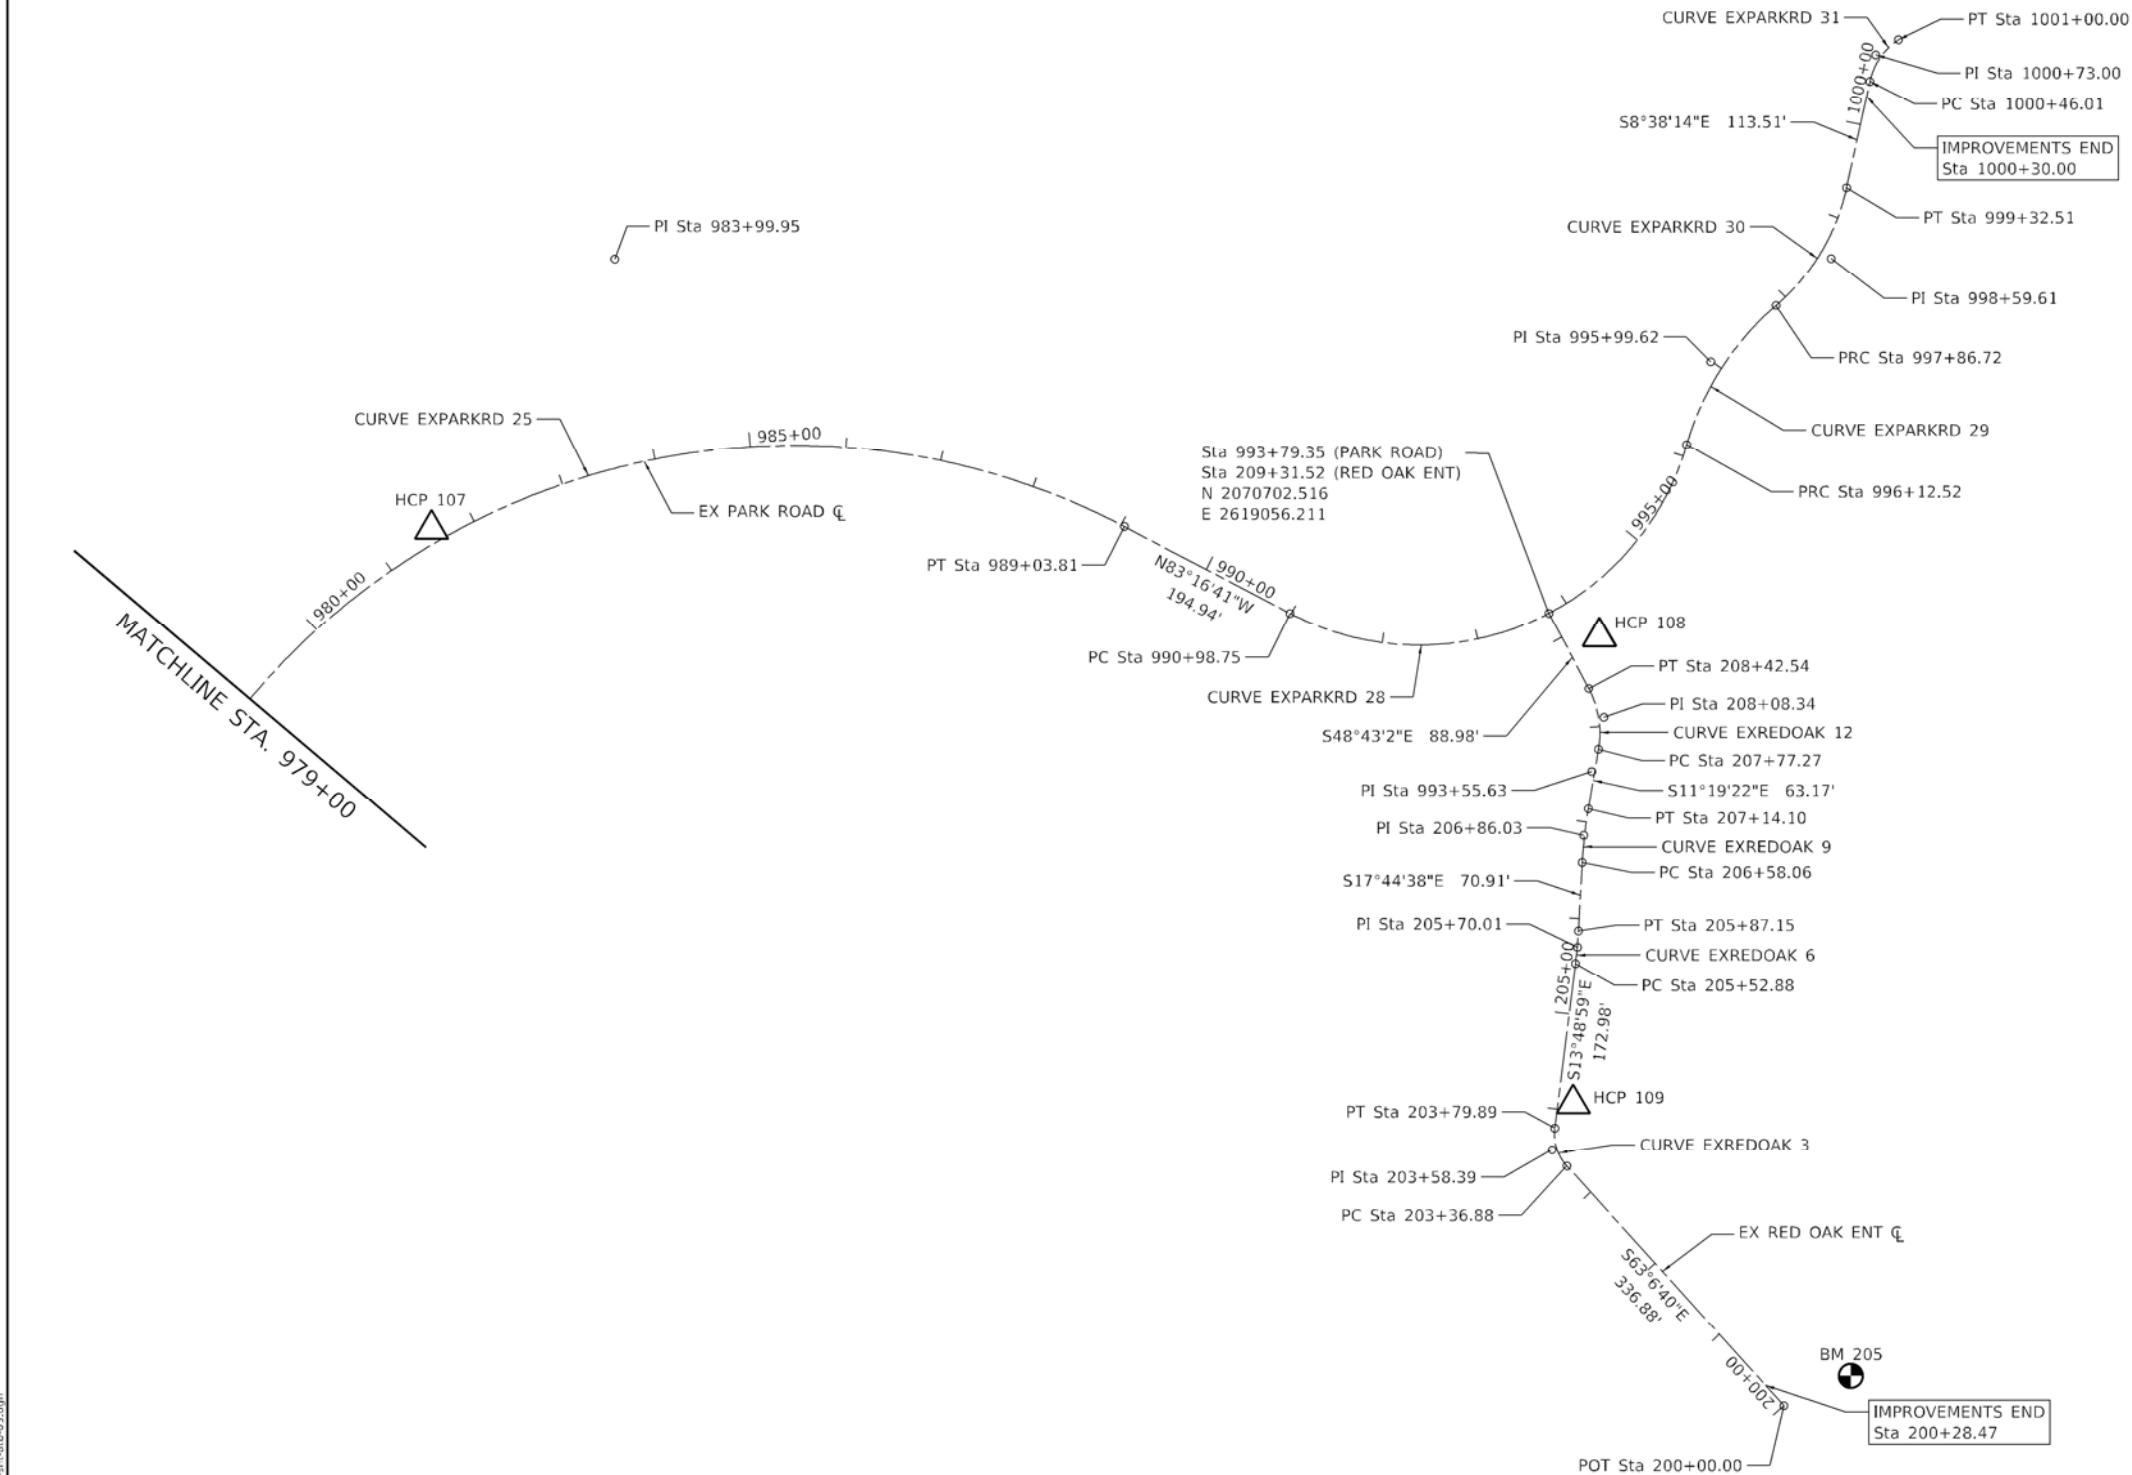 CURVE EXPARKRD 31
PT Sta 1001+00.00
PI Sta 1000+73.00
PC Sta 1000+46.01
1000+00
S8°38'14"E 113.51'
IMPROVEMENTS END
Sta 1000+30.00
PT Sta 999+32.51
CURVE EXPARKRD 30
PI Sta 983+99.95
PI Sta 998+59.61
PI Sta 995+99.62
PRC Sta 997+86.72
CURVE EXPARKRD 25
985+00
CURVE EXPARKRD 29
Sta 993+79.35 (PARK ROAD)
Sta 209+31.52 (RED OAK ENT)
N 2070702.516
E 2619056.211
HCP 107
EX PARK ROAD ℄
PRC Sta 996+12.52
995+00
PT Sta 989+03.81
990+00
N83°16'41"W
194.94'
980+00
HCP 108
PC Sta 990+98.75
PT Sta 208+42.54
CURVE EXPARKRD 28
PI Sta 208+08.34
MATCHLINE STA. 979+00
S48°43'2"E 88.98'
CURVE EXREDOAK 12
PC Sta 207+77.27
PI Sta 993+55.63
S11°19'22"E 63.17'
PT Sta 207+14.10
PI Sta 206+86.03
CURVE EXREDOAK 9
PC Sta 206+58.06
S17°44'38"E 70.91'
PI Sta 205+70.01
PT Sta 205+87.15
CURVE EXREDOAK 6
205+00
PC Sta 205+52.88
S13°48'59"E
172.98'
HCP 109
PT Sta 203+79.89
CURVE EXREDOAK 3
PI Sta 203+58.39
PC Sta 203+36.88
EX RED OAK ENT ℄
S63°6'40"E
336.88'
BM 205
200+00
IMPROVEMENTS END
Sta 200+28.47
POT Sta 200+00.00